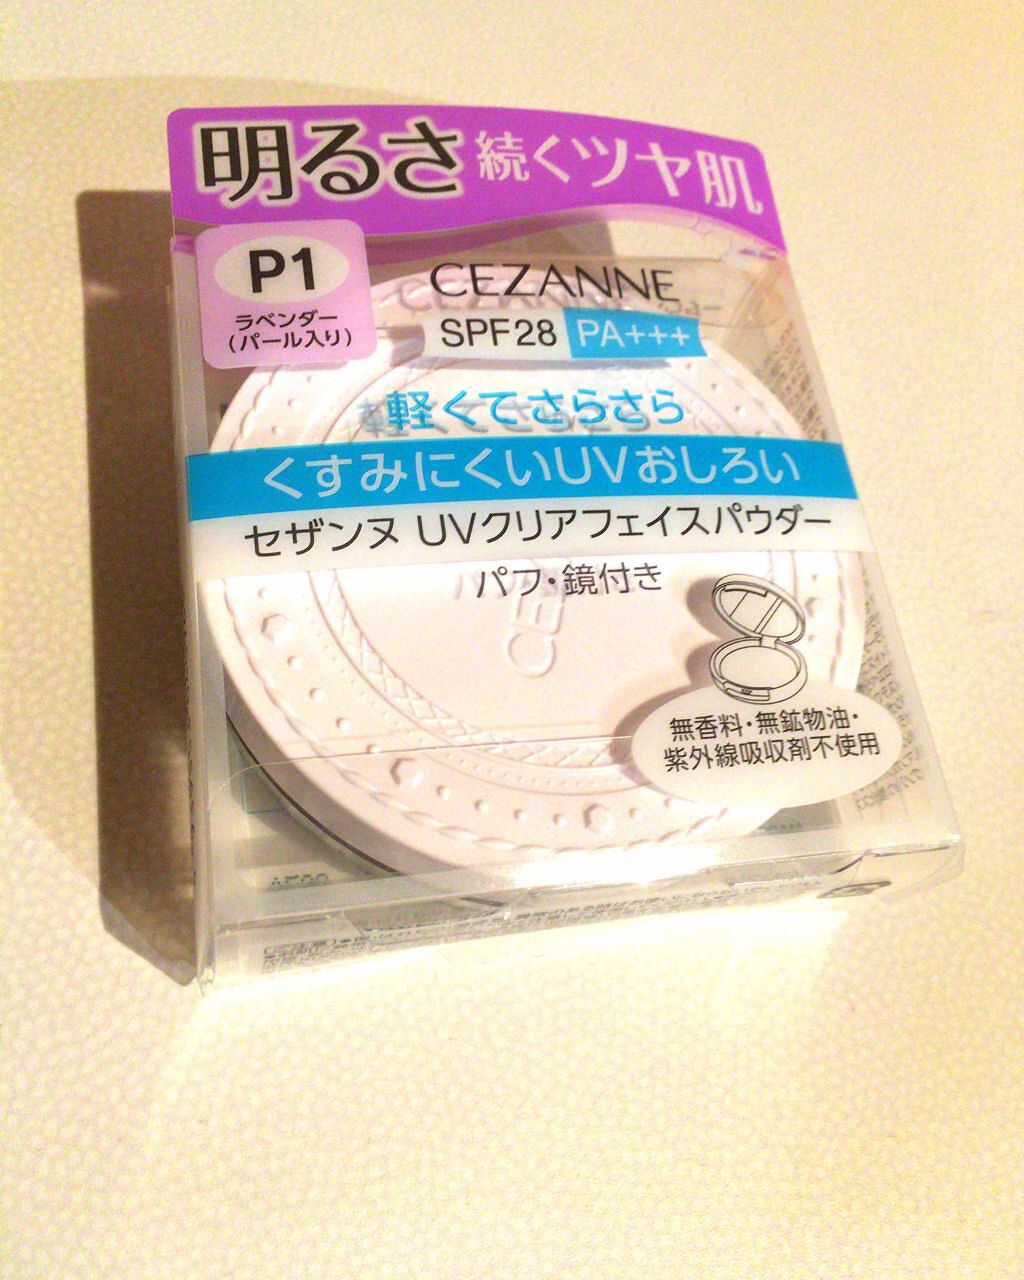 明るさ続くツヤ肌
P1
ラベンダー
(パール入り)
CEZANNE
SPF28 PA+++
軽くてさらさら
くすみにくいUVおしろい
セザンヌ UVクリアフェイスパウダー
パフ・鏡付き
無香料・無鉱物油・
紫外線吸収剤不使用